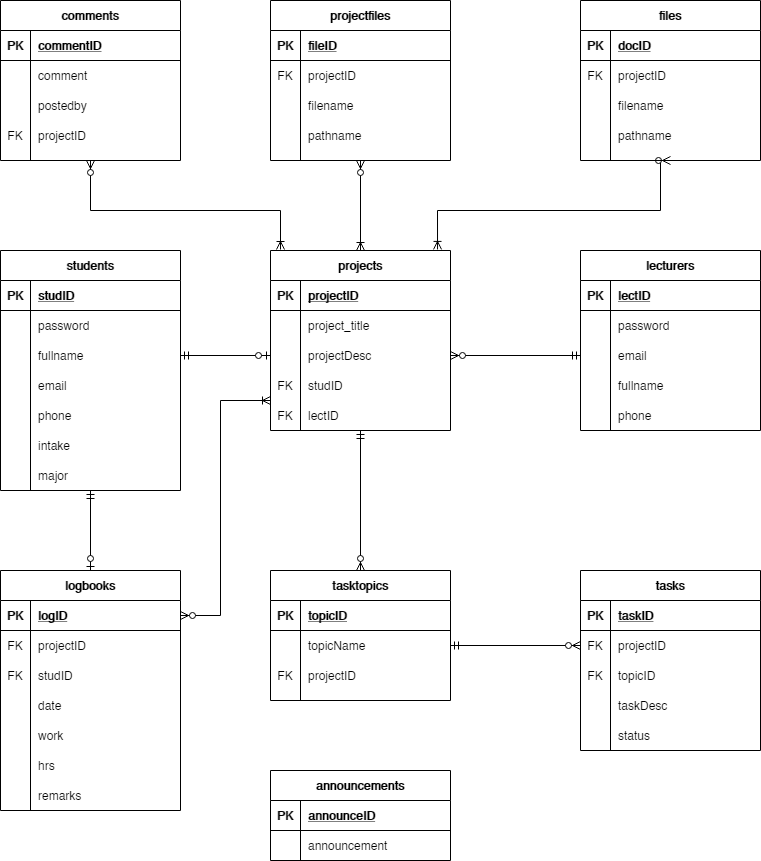 comments
PK commentID
comment
postedby
FK projectID
projectfiles
PK fileID
FK projectID
filename
pathname
files
PK docID
FK projectID
filename
pathname
students
PK studID
password
fullname
email
phone
intake
major
projects
PK projectID
project_title
projectDesc
FK studID
FK lectID
lecturers
PK lectID
password
email
fullname
phone
logbooks
PK logID
FK projectID
FK studID
date
work
hrs
remarks
tasktopics
PK topicID
topicName
FK projectID
tasks
PK taskID
FK projectID
FK topicID
taskDesc
status
announcements
PK announceID
announcement